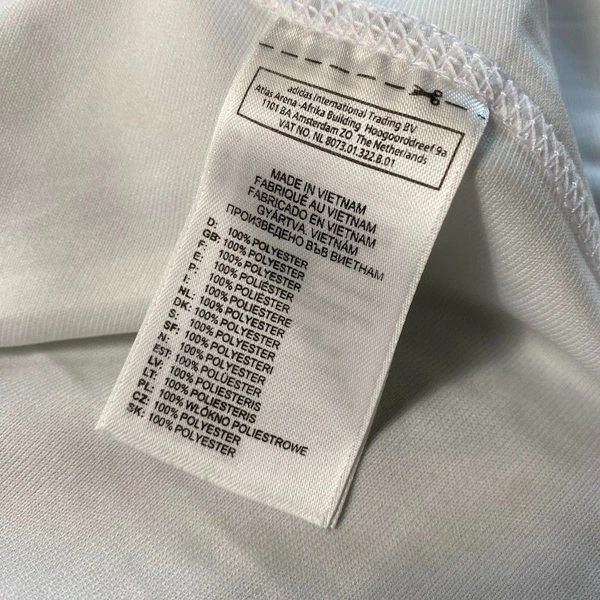 adidas International Trading BV
Atlas Arena-Afrika Building Hoogoorddreef 9a
1101 BA Amsterdam ZO The Netherlands
VAT NO. NL 8073.01.322.B.01
MADE IN VIETNAM
FABRIQUÉ AU VIETNAM
FABRICADO EN VIETNAM
GYÁRTVA. VIETNÁM
ПРОИЗВЕДЕНО ВЪВ ВИЕТНАМ
D: 100% POLYESTER
GB: 100% POLYESTER
F: 100% POLYESTER
E: 100% POLIÉSTER
P: 100% POLIÉSTER
I: 100% POLIESTERE
NL: 100% POLYESTER
DK: 100% POLYESTER
S: 100% POLYESTER
SF: 100% POLYESTERI
N: 100% POLYESTER
EST: 100% POLÜESTER
LV: 100% POLIESTERIS
LT: 100% POLIESTERIS
PL: 100% WŁÓKNO POLIESTROWE
CZ: 100% POLYESTER
SK: 100% POLYESTER